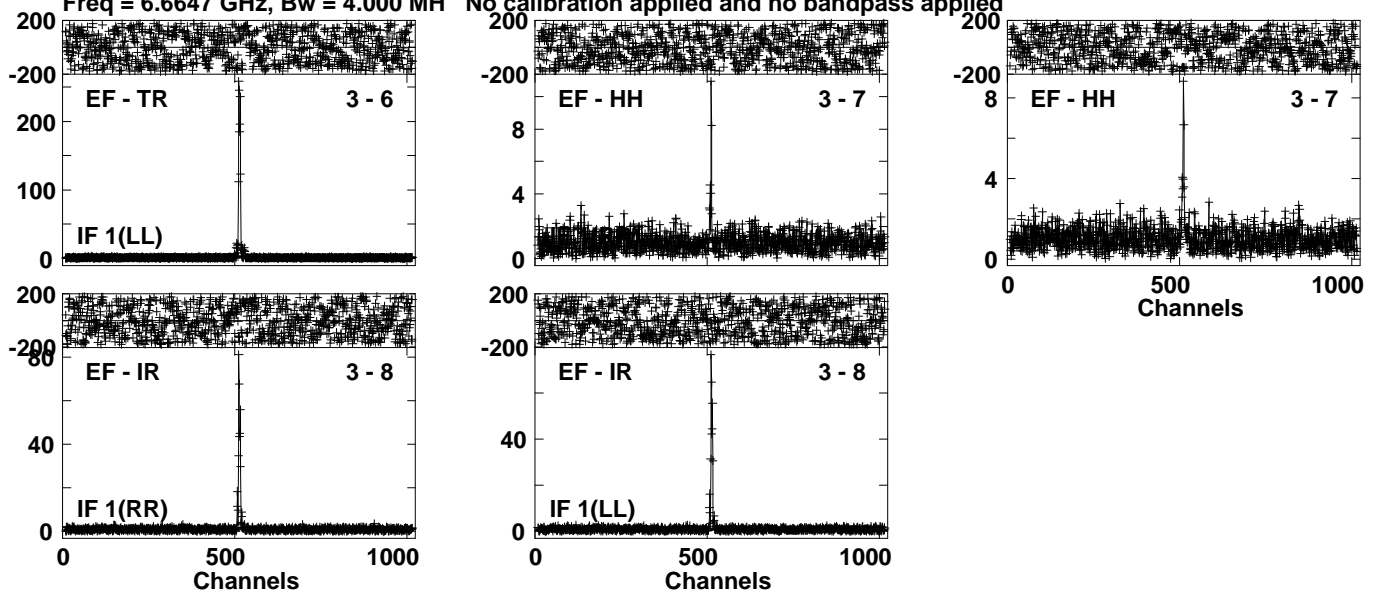 Freq = 6.6647 GHz, Bw = 4.000 MH No calibration applied and no bandpass applied
200
-200
EF - TR 3 - 6
200
100
0
IF 1(LL)
200
-200
EF - HH 3 - 7
8
4
0
200
-200
EF - HH 3 - 7
8
4
0
0 500 1000
Channels
200
-200
80
EF - IR 3 - 8
40
0
IF 1(RR)
0 500 1000
Channels
200
-200
EF - IR 3 - 8
40
0
IF 1(LL)
0 500 1000
Channels